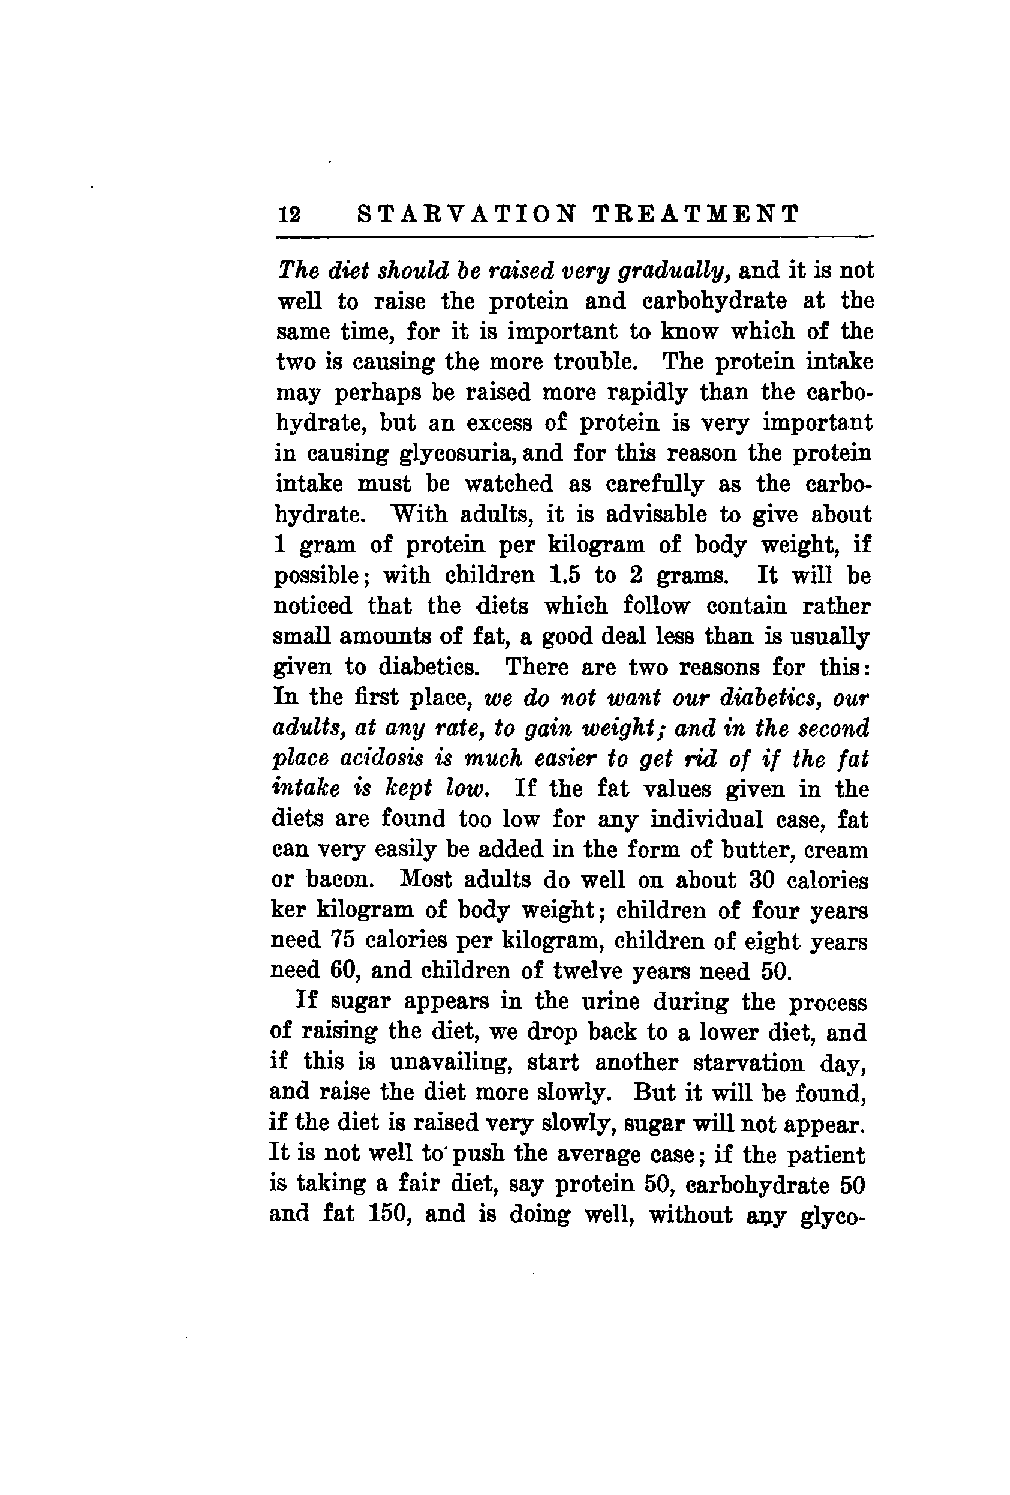 12 STARVATION TREATMENT
The diet should be raised very gradually, and it is not
well to raise the protein and carbohydrate at the
same time, for it is important to know which of the
two is causing the more trouble. The protein intake
may perhaps be raised more rapidly than the carbo-
hydrate, but an excess of protein is very important
in causing glycosuria, and for this reason the protein
intake must be watched as carefully as the carbo-
hydrate. With adults, it is advisable to give about
1 gram of protein per kilogram of body weight, if
possible; with children 1.5 to 2 grams. It will be
noticed that the diets which follow contain rather
small amounts of fat, a good deal less than is usually
given to diabetics. There are two reasons for this:
In the first place, we do not want our diabetics, our
adults, at any rate, to gain weight; and in the second
place acidosis is much easier to get rid of if the fat
intake is kept low. If the fat values given in the
diets are found too low for any individual case, fat
can very easily be added in the form of butter, cream
or bacon. Most adults do well on about 30 calories
ker kilogram of body weight; children of four years
need 75 calories per kilogram, children of eight years
need 60, and children of twelve years need 50.
If sugar appears in the urine during the process
of raising the diet, we drop back to a lower diet, and
if this is unavailing, start another starvation day,
and raise the diet more slowly. But it will be found,
if the diet is raised very slowly, sugar will not appear.
It is not well to push the average case; if the patient
is taking a fair diet, say protein 50, carbohydrate 50
and fat 150, and is doing well, without any glyco-